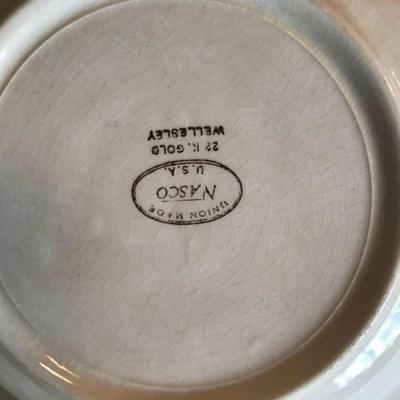 UNION MADE
NASCO
U.S.A.
22 K. GOLD
WELLESLEY